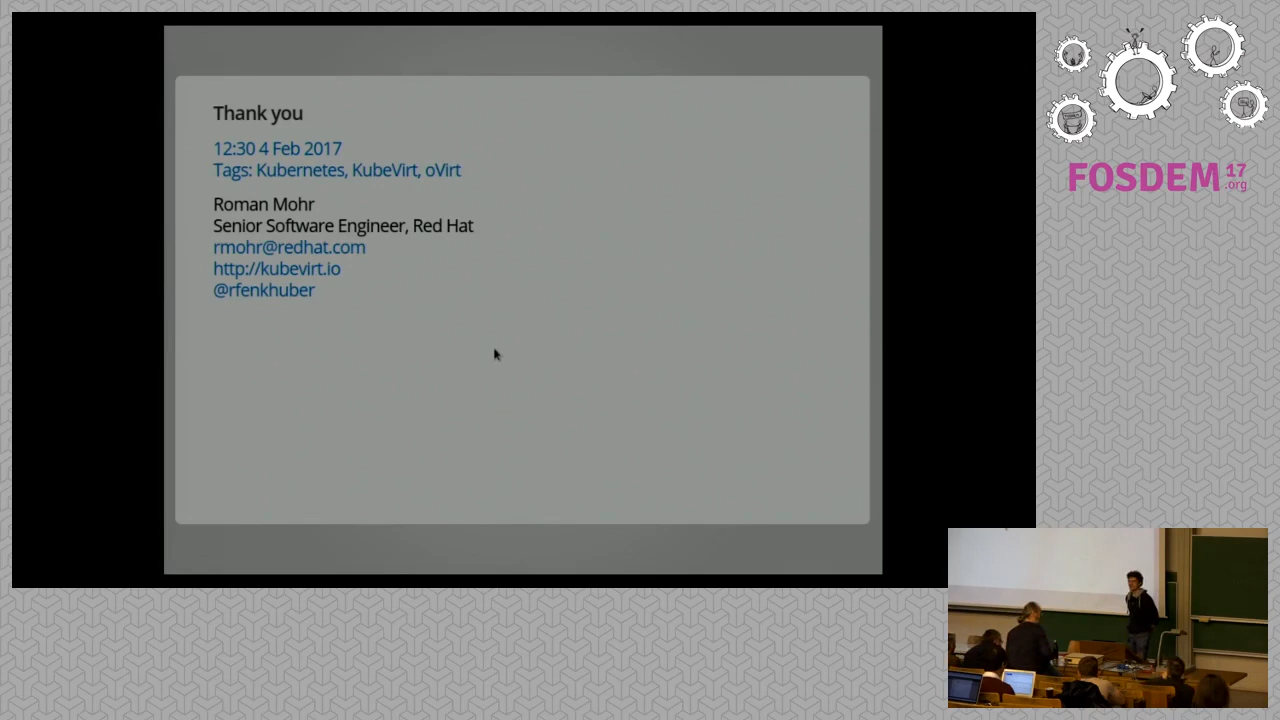 Thank you
12:30 4 Feb 2017
Tags: Kubernetes, KubeVirt, oVirt
Roman Mohr
Senior Software Engineer, Red Hat
rmohr@redhat.com
http://kubevirt.io
@rfenkhuber
FOSDEM 17
.org